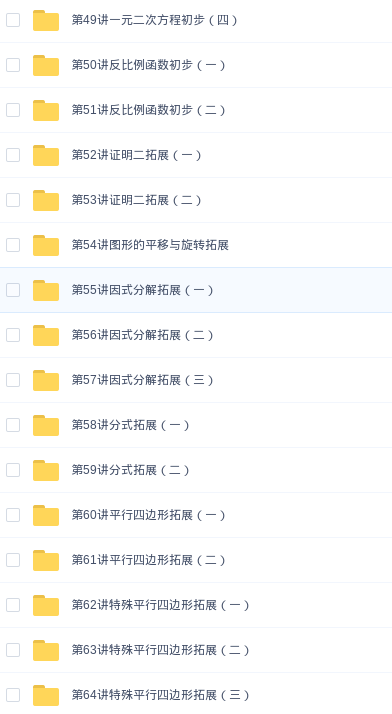 第49讲一元二次方程初步（四）
第50讲反比例函数初步（一）
第51讲反比例函数初步（二）
第52讲证明二拓展（一）
第53讲证明二拓展（二）
第54讲图形的平移与旋转拓展
第55讲因式分解拓展（一）
第56讲因式分解拓展（二）
第57讲因式分解拓展（三）
第58讲分式拓展（一）
第59讲分式拓展（二）
第60讲平行四边形拓展（一）
第61讲平行四边形拓展（二）
第62讲特殊平行四边形拓展（一）
第63讲特殊平行四边形拓展（二）
第64讲特殊平行四边形拓展（三）